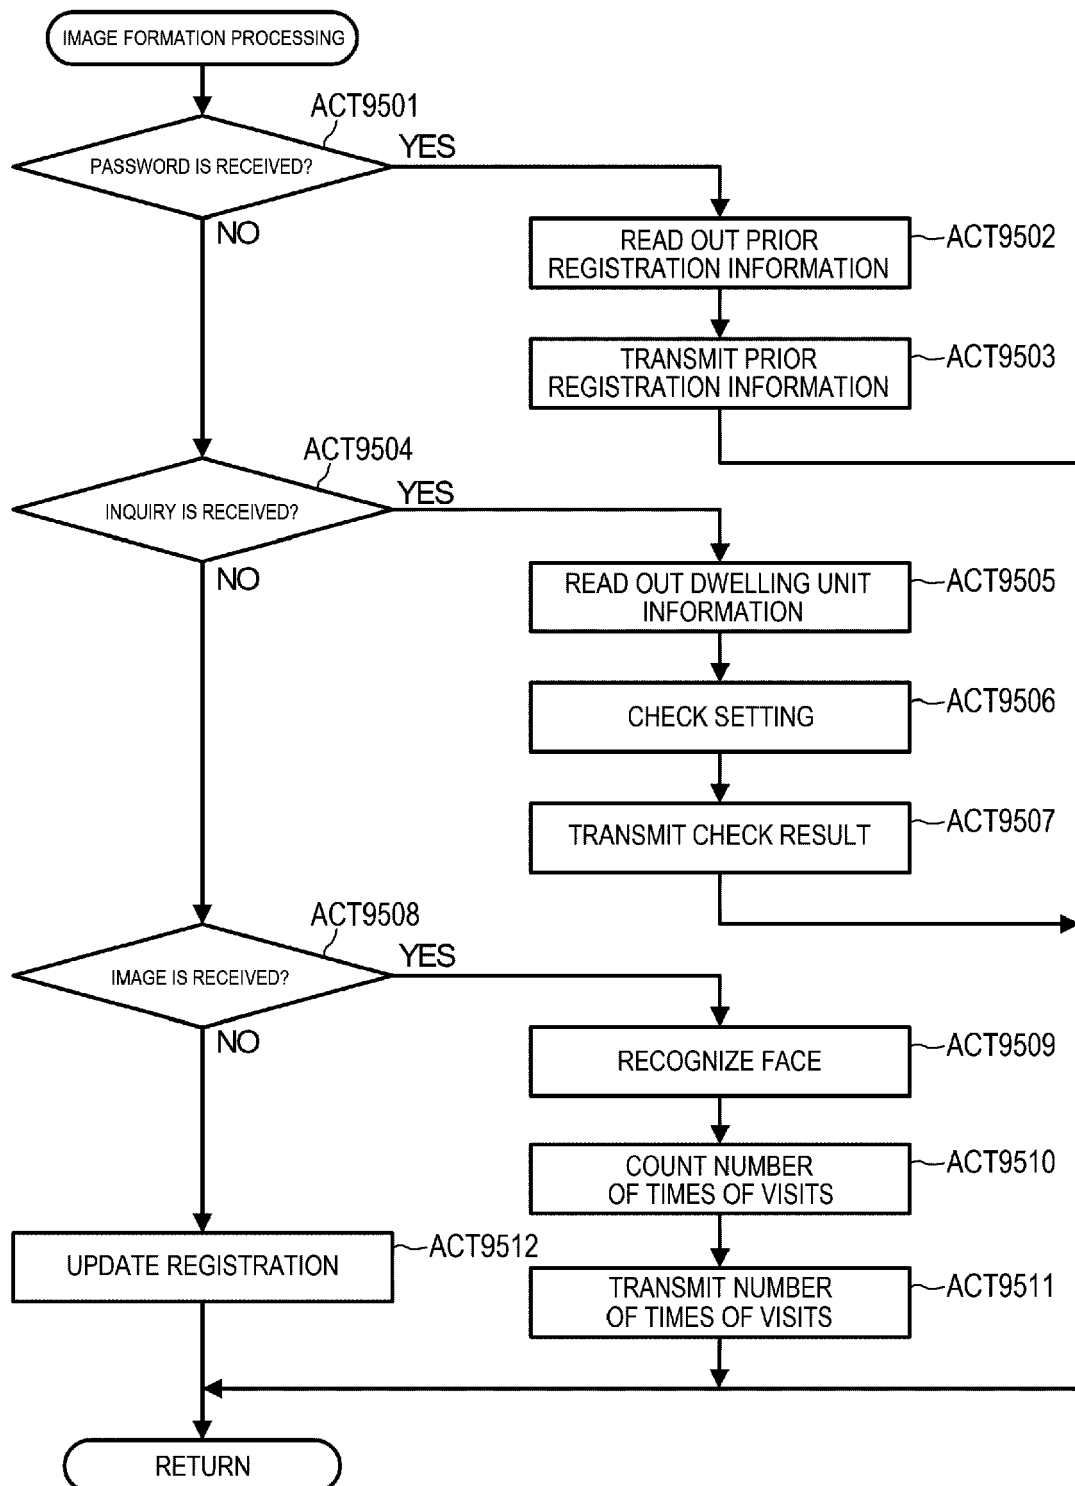 IMAGE FORMATION PROCESSING
ACT9501
PASSWORD IS RECEIVED?
YES
NO
READ OUT PRIOR
REGISTRATION INFORMATION
ACT9502
TRANSMIT PRIOR
REGISTRATION INFORMATION
ACT9503
ACT9504
INQUIRY IS RECEIVED?
YES
NO
READ OUT DWELLING UNIT
INFORMATION
ACT9505
CHECK SETTING
ACT9506
TRANSMIT CHECK RESULT
ACT9507
ACT9508
IMAGE IS RECEIVED?
YES
NO
RECOGNIZE FACE
ACT9509
COUNT NUMBER
OF TIMES OF VISITS
ACT9510
UPDATE REGISTRATION
ACT9512
TRANSMIT NUMBER
OF TIMES OF VISITS
ACT9511
RETURN